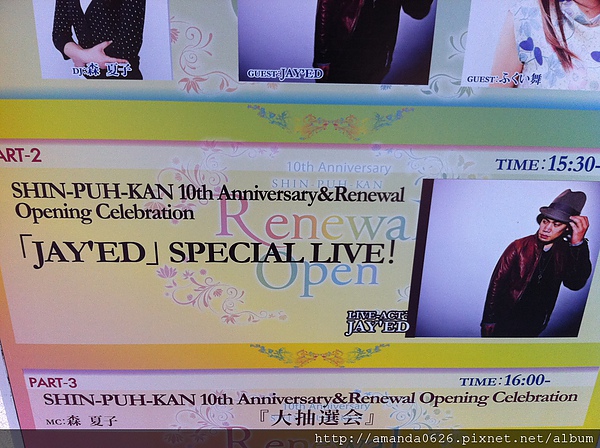 DJ:森 夏子
GUEST:JAY'ED
GUEST:ふくい舞
ART-2
TIME:15:30-
10th Anniversary
SHIN-PUH-KAN
Renewa
Open
SHIN-PUH-KAN 10th Anniversary&Renewal
Opening Celebration
「JAY'ED」SPECIAL LIVE!
LIVE-ACT:
JAY'ED
PART-3
TIME:16:00-
SHIN-PUH-KAN 10th Anniversary&Renewal Opening Celebration
MC:森 夏子
10th Anniversary
『大抽選会』
http://amanda0626.pixnet.net/album